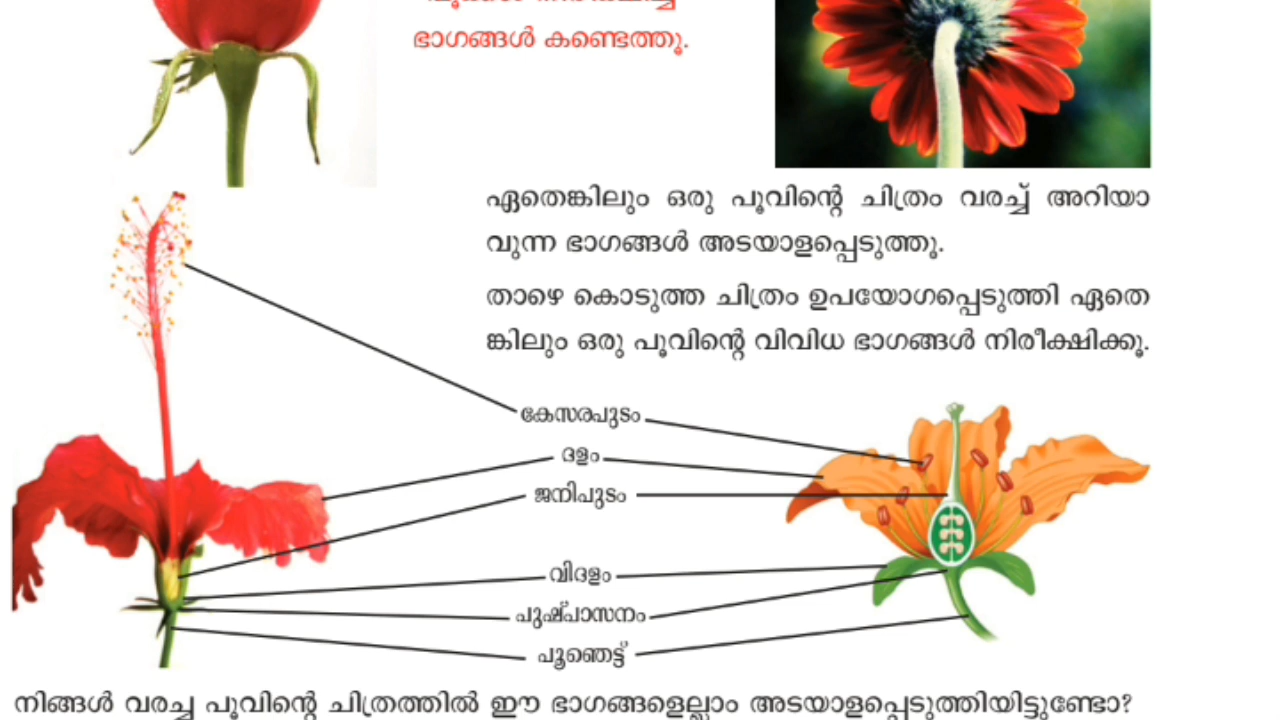 ഭാഗങ്ങൾ കണ്ടെത്തൂ.
ഏതെങ്കിലും ഒരു പൂവിന്റെ ചിത്രം വരച്ച് അറിയാ
വുന്ന ഭാഗങ്ങൾ അടയാളപ്പെടുത്തൂ.
താഴെ കൊടുത്ത ചിത്രം ഉപയോഗപ്പെടുത്തി ഏതെ
ങ്കിലും ഒരു പൂവിന്റെ വിവിധ ഭാഗങ്ങൾ നിരീക്ഷിക്കൂ.
കേസരപുടം
ദളം
ജനിപുടം
വിദളം
പുഷ്പാസനം
പൂഞെട്ട്
നിങ്ങൾ വരച്ച പൂവിന്റെ ചിത്രത്തിൽ ഈ ഭാഗങ്ങളെല്ലാം അടയാളപ്പെടുത്തിയിട്ടുണ്ടോ?